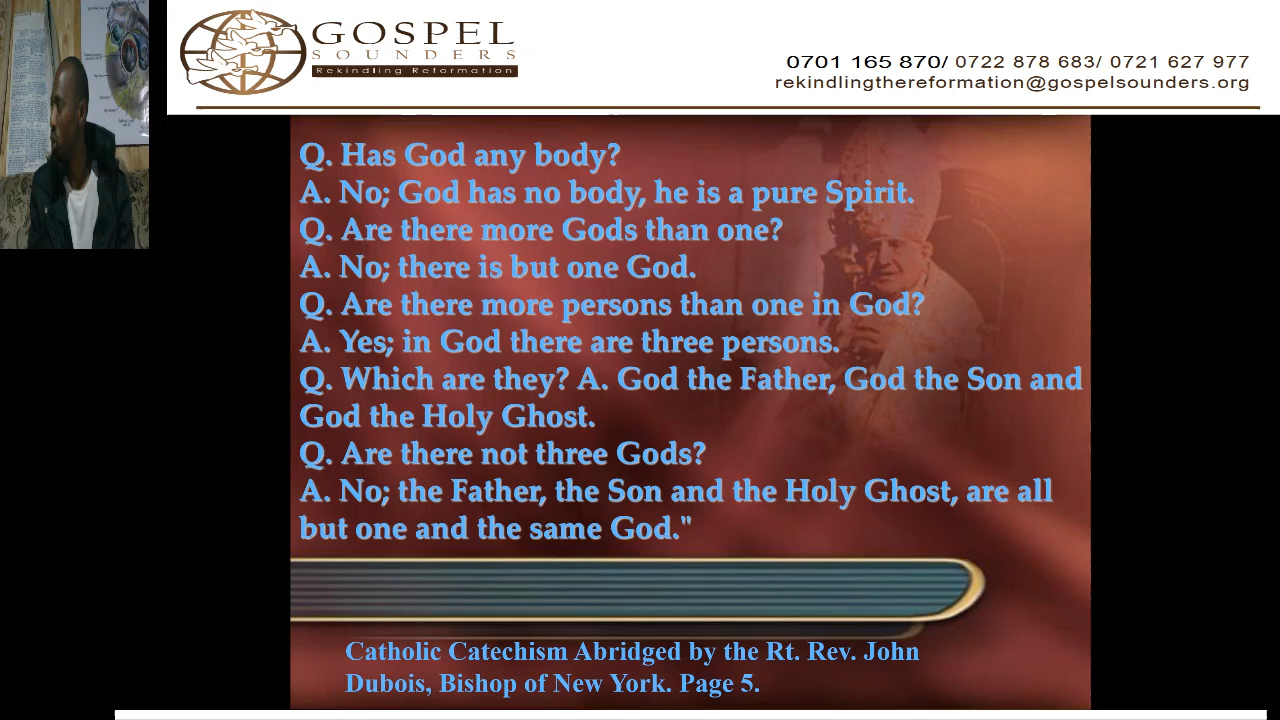 GOSPEL
SOUNDERS
Rekindling Reformation
0701 165 870/ 0722 878 683/ 0721 627 977
rekindlingthereformation@gospelsounders.org
Q. Has God any body?
A. No; God has no body, he is a pure Spirit.
Q. Are there more Gods than one?
A. No; there is but one God.
Q. Are there more persons than one in God?
A. Yes; in God there are three persons.
Q. Which are they? A. God the Father, God the Son and
God the Holy Ghost.
Q. Are there not three Gods?
A. No; the Father, the Son and the Holy Ghost, are all
but one and the same God."
Catholic Catechism Abridged by the Rt. Rev. John
Dubois, Bishop of New York. Page 5.